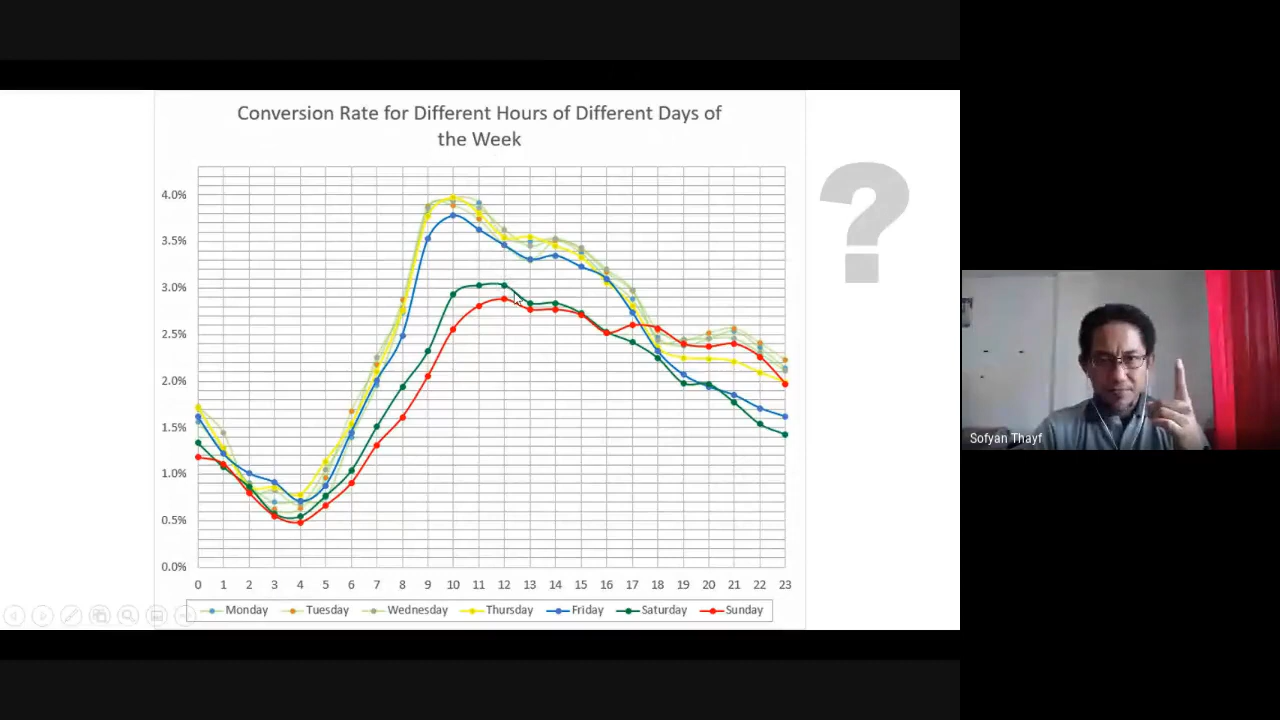 Conversion Rate for Different Hours of Different Days of
the Week
4.0%
3.5%
3.0%
2.5%
2.0%
1.5%
1.0%
0.5%
0.0%
0 1 2 3 4 5 6 7 8 9 10 11 12 13 14 15 16 17 18 19 20 21 22 23
Monday Tuesday Wednesday Thursday Friday Saturday Sunday
?
Sofyan Thayf